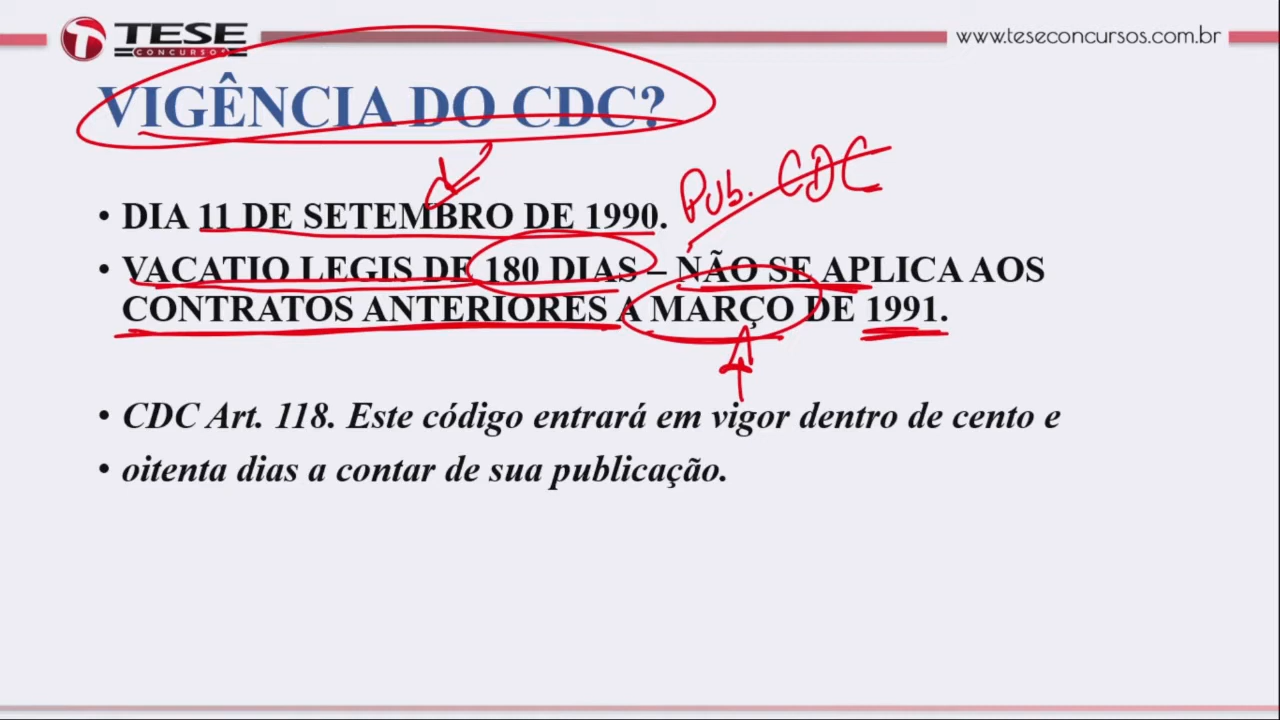 TESE
CONCURSOS
www.teseconcursos.com.br
VIGÊNCIA DO CDC?
Pub. CDC
• DIA 11 DE SETEMBRO DE 1990.
• VACATIO LEGIS DE 180 DIAS – NÃO SE APLICA AOS
CONTRATOS ANTERIORES A MARÇO DE 1991.
• CDC Art. 118. Este código entrará em vigor dentro de cento e
• oitenta dias a contar de sua publicação.